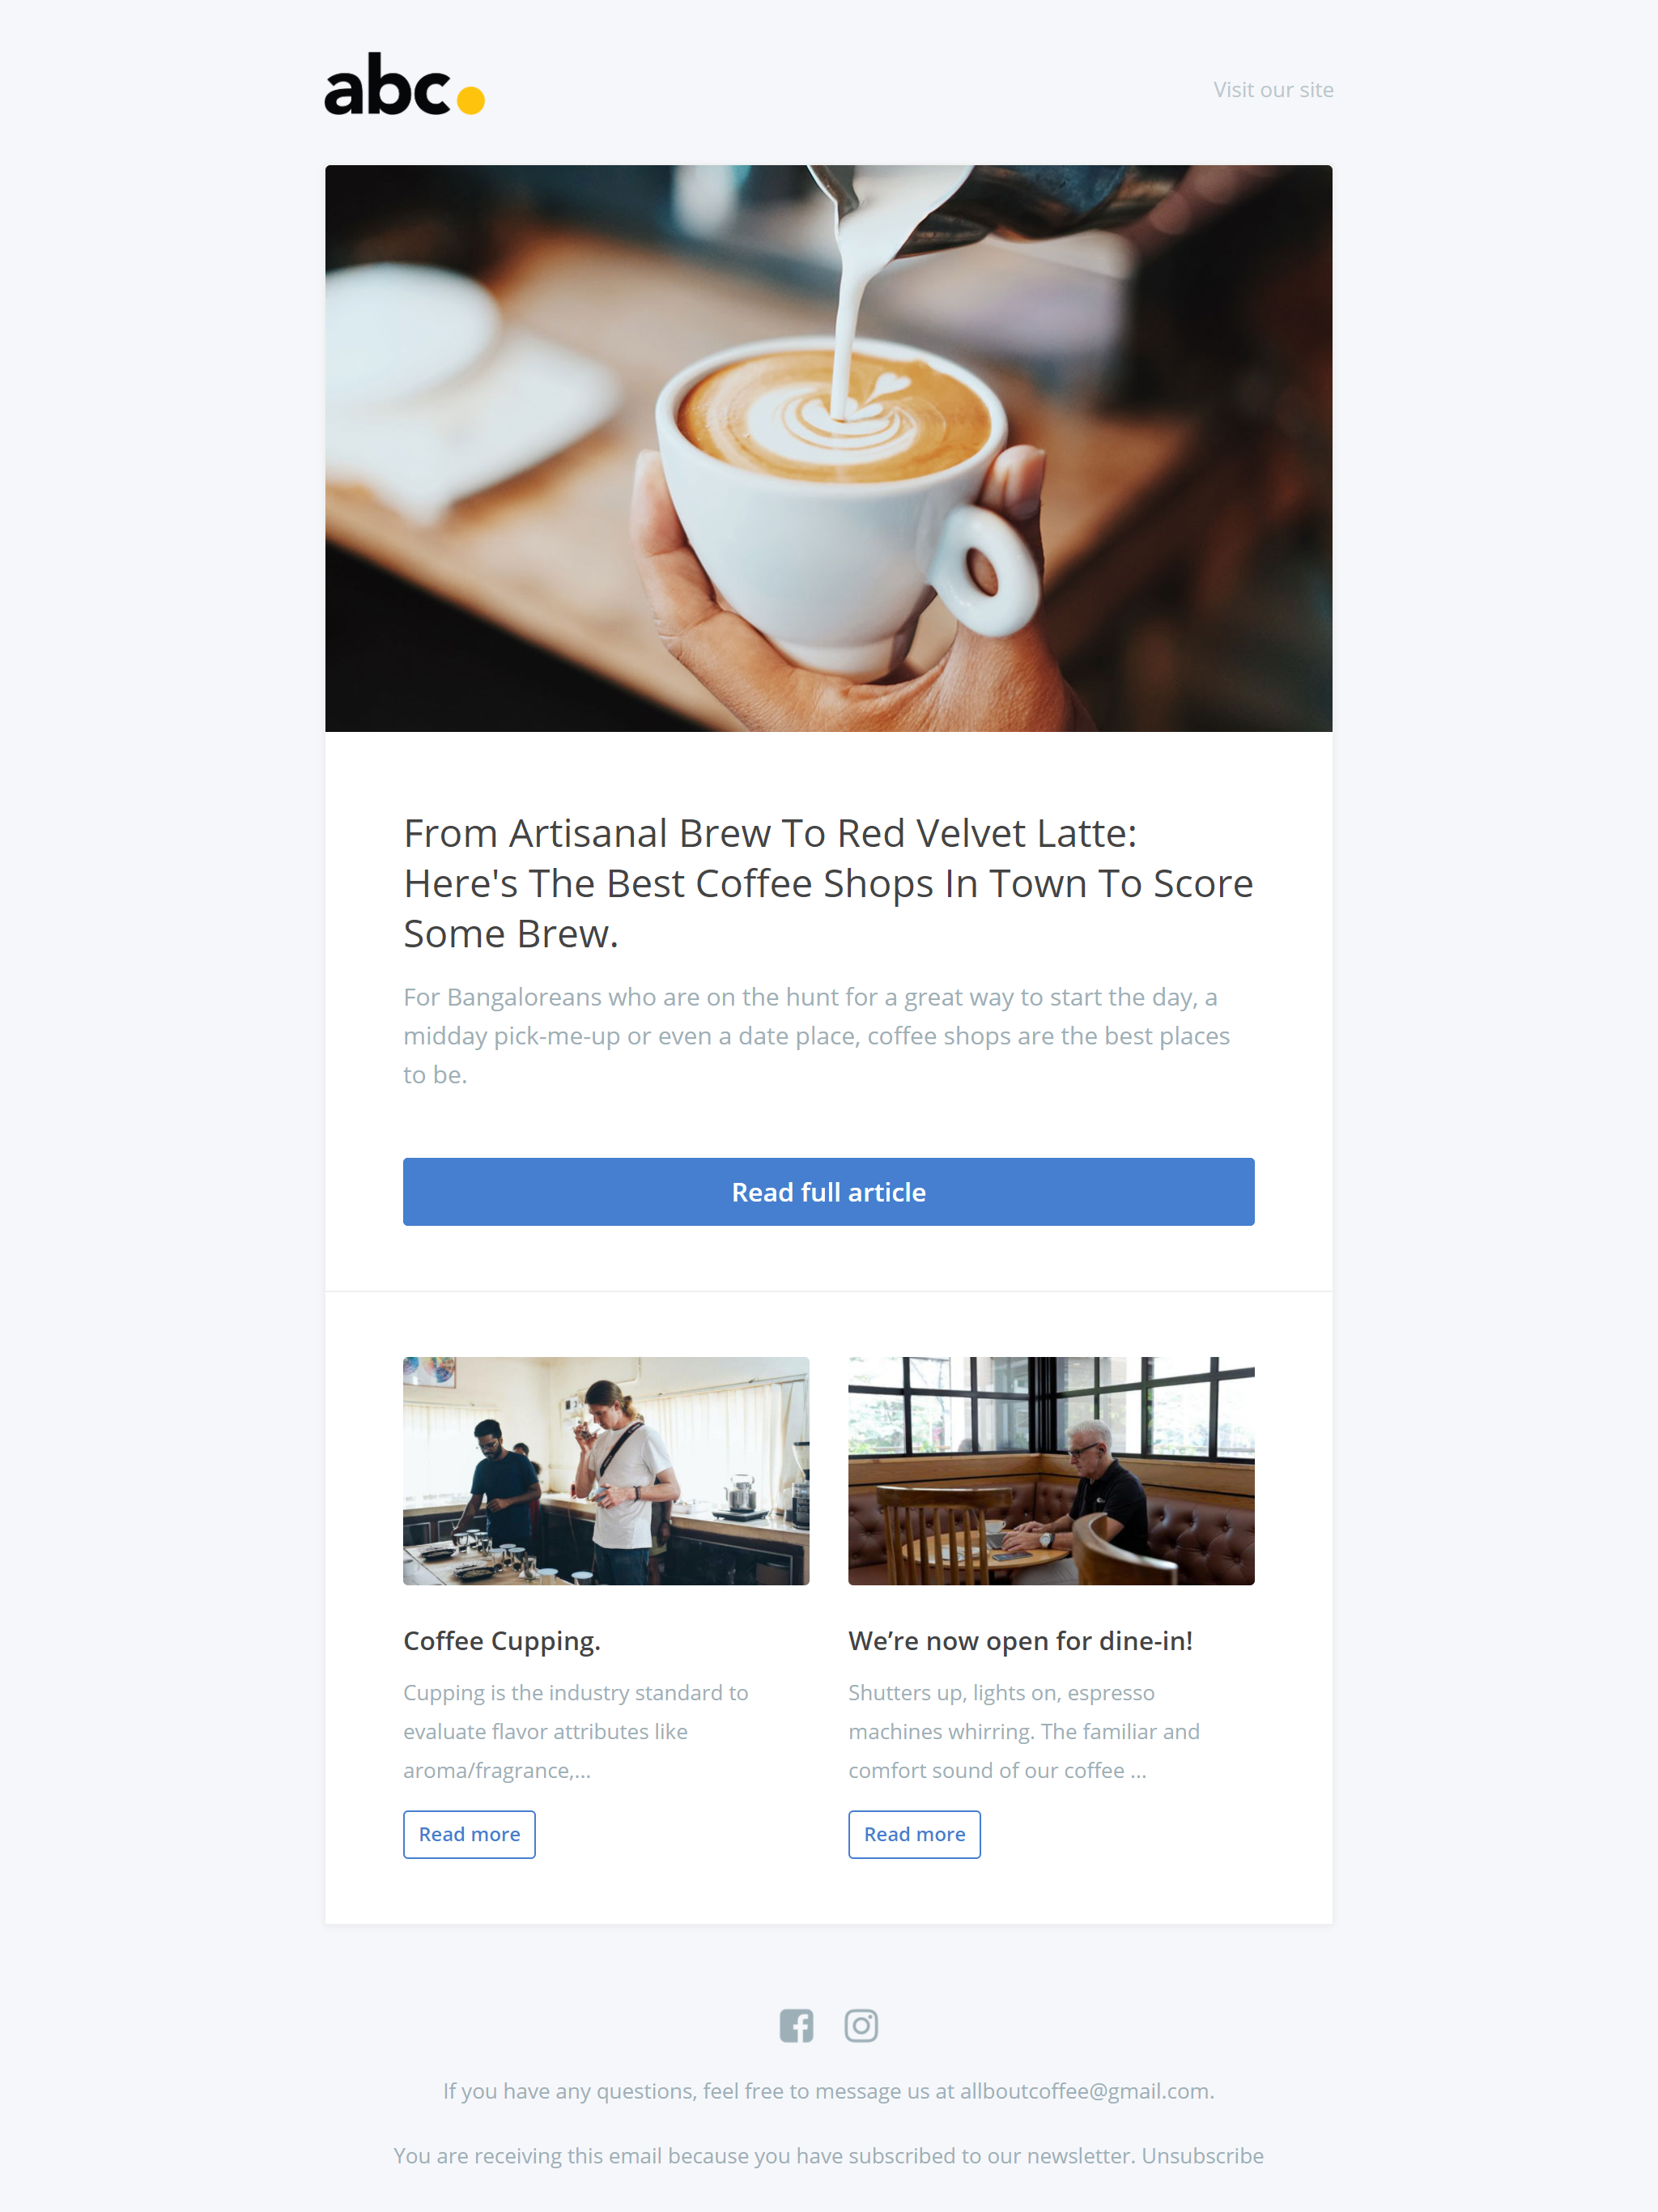 abc
Visit our site
From Artisanal Brew To Red Velvet Latte:
Here's The Best Coffee Shops In Town To Score
Some Brew.
For Bangaloreans who are on the hunt for a great way to start the day, a
midday pick-me-up or even a date place, coffee shops are the best places
to be.
Read full article
Coffee Cupping.
Cupping is the industry standard to
evaluate flavor attributes like
aroma/fragrance,...
Read more
We’re now open for dine-in!
Shutters up, lights on, espresso
machines whirring. The familiar and
comfort sound of our coffee ...
Read more
If you have any questions, feel free to message us at allboutcoffee@gmail.com.
You are receiving this email because you have subscribed to our newsletter. Unsubscribe